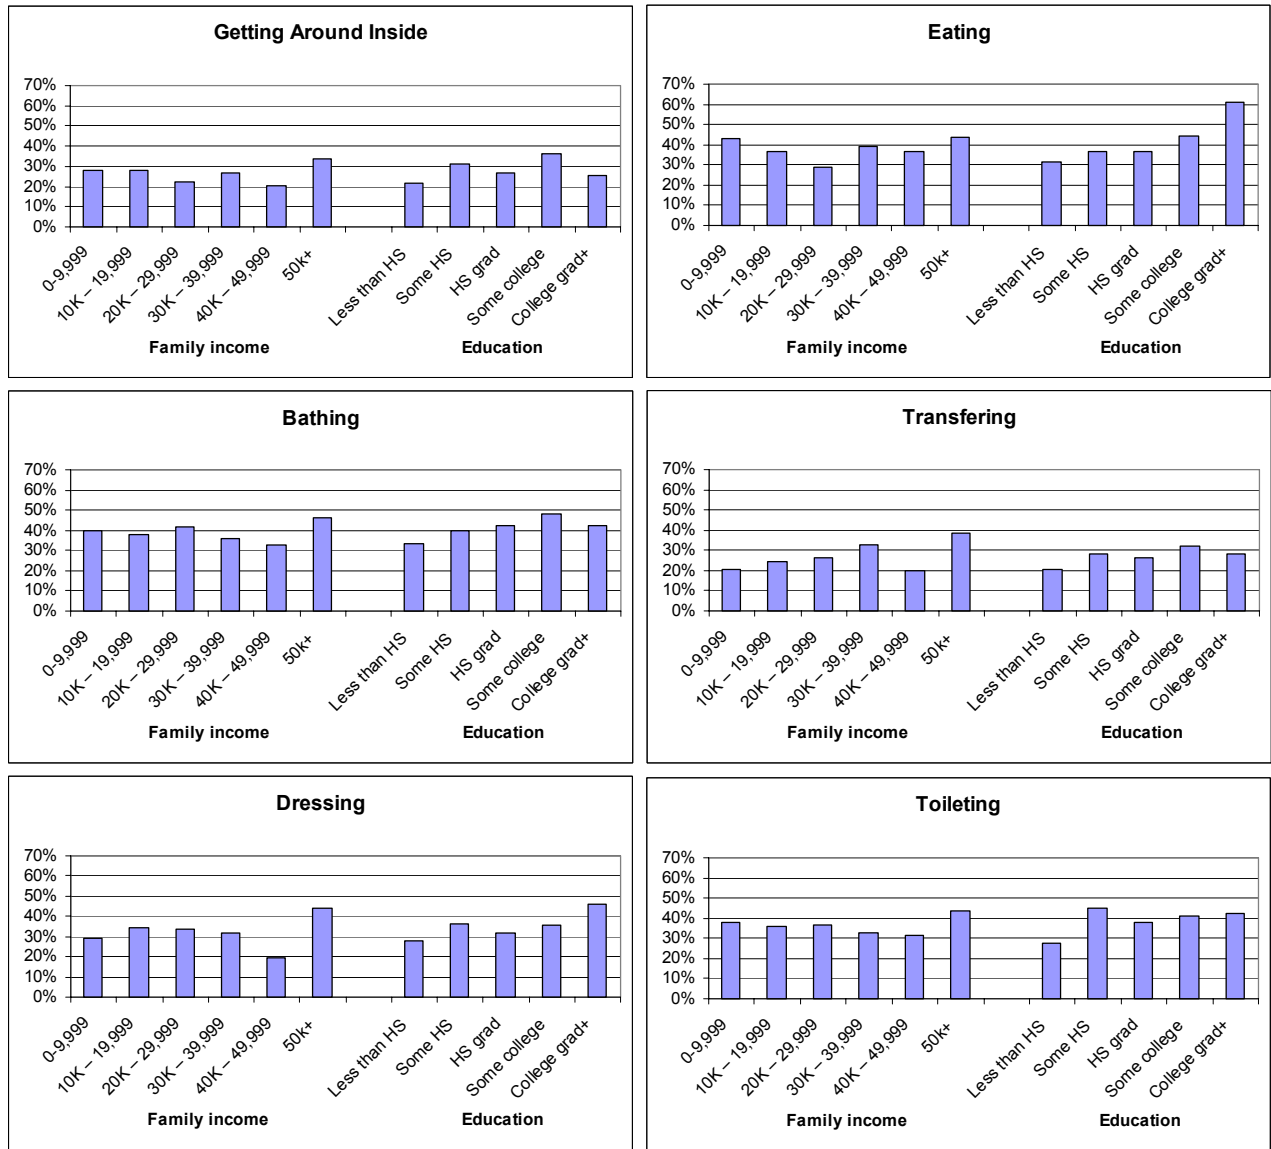 Getting Around Inside
70%
60%
50%
40%
30%
20%
10%
0%
0-9,999
10K – 19,999
20K – 29,999
30K – 39,999
40K – 49,999
50k+
Less than HS
Some HS
HS grad
Some college
College grad+
Family income
Education
Eating
70%
60%
50%
40%
30%
20%
10%
0%
0-9,999
10K – 19,999
20K – 29,999
30K – 39,999
40K – 49,999
50k+
Less than HS
Some HS
HS grad
Some college
College grad+
Family income
Education
Bathing
70%
60%
50%
40%
30%
20%
10%
0%
0-9,999
10K – 19,999
20K – 29,999
30K – 39,999
40K – 49,999
50k+
Less than HS
Some HS
HS grad
Some college
College grad+
Family income
Education
Transfering
70%
60%
50%
40%
30%
20%
10%
0%
0-9,999
10K – 19,999
20K – 29,999
30K – 39,999
40K – 49,999
50k+
Less than HS
Some HS
HS grad
Some college
College grad+
Family income
Education
Dressing
70%
60%
50%
40%
30%
20%
10%
0%
0-9,999
10K – 19,999
20K – 29,999
30K – 39,999
40K – 49,999
50k+
Less than HS
Some HS
HS grad
Some college
College grad+
Family income
Education
Toileting
70%
60%
50%
40%
30%
20%
10%
0%
0-9,999
10K – 19,999
20K – 29,999
30K – 39,999
40K – 49,999
50k+
Less than HS
Some HS
HS grad
Some college
College grad+
Family income
Education